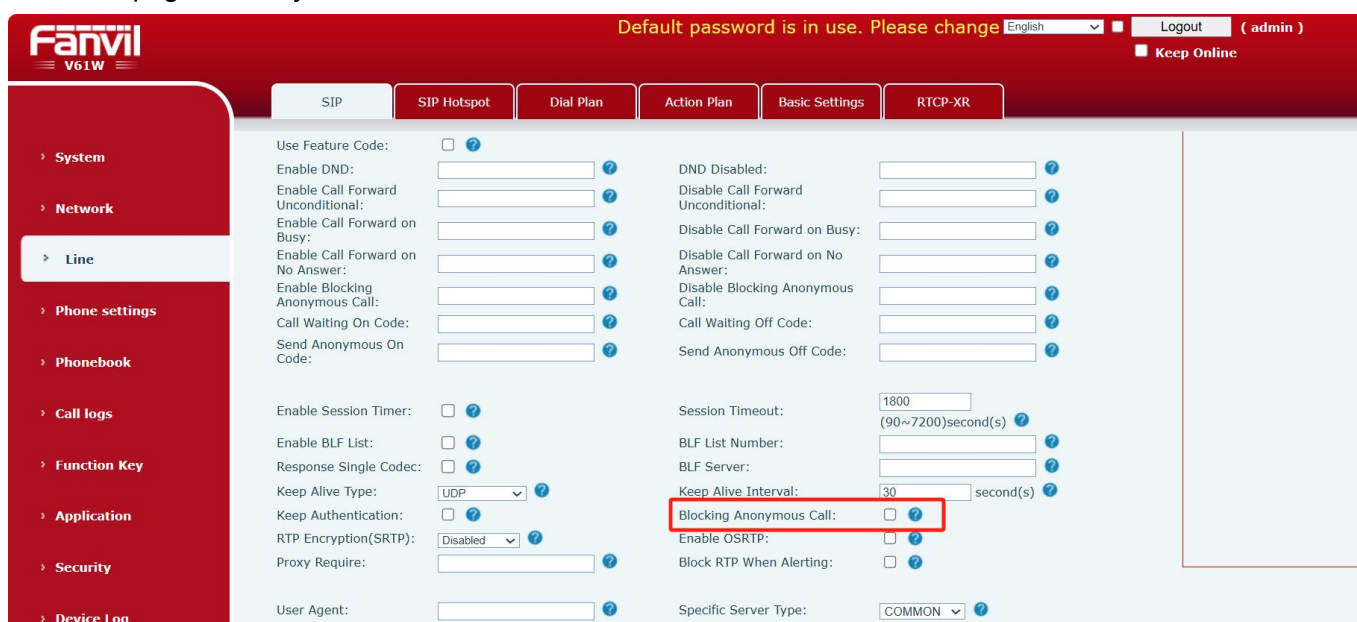 Fanvil
V61W
Default password is in use. Please change
English
Logout
( admin )
Keep Online
SIP
SIP Hotspot
Dial Plan
Action Plan
Basic Settings
RTCP-XR
› System
› Network
› Line
› Phone settings
› Phonebook
› Call logs
› Function Key
› Application
› Security
› Device Log
Use Feature Code:
Enable DND:
DND Disabled:
Enable Call Forward
Unconditional:
Disable Call Forward
Unconditional:
Enable Call Forward on
Busy:
Disable Call Forward on Busy:
Enable Call Forward on
No Answer:
Disable Call Forward on No
Answer:
Enable Blocking
Anonymous Call:
Disable Blocking Anonymous
Call:
Call Waiting On Code:
Call Waiting Off Code:
Send Anonymous On
Code:
Send Anonymous Off Code:
Enable Session Timer:
Session Timeout:
1800
(90~7200)second(s)
Enable BLF List:
BLF List Number:
Response Single Codec:
BLF Server:
Keep Alive Type:
UDP
Keep Alive Interval:
30 second(s)
Keep Authentication:
Blocking Anonymous Call:
RTP Encryption(SRTP):
Disabled
Enable OSRTP:
Proxy Require:
Block RTP When Alerting:
User Agent:
Specific Server Type:
COMMON